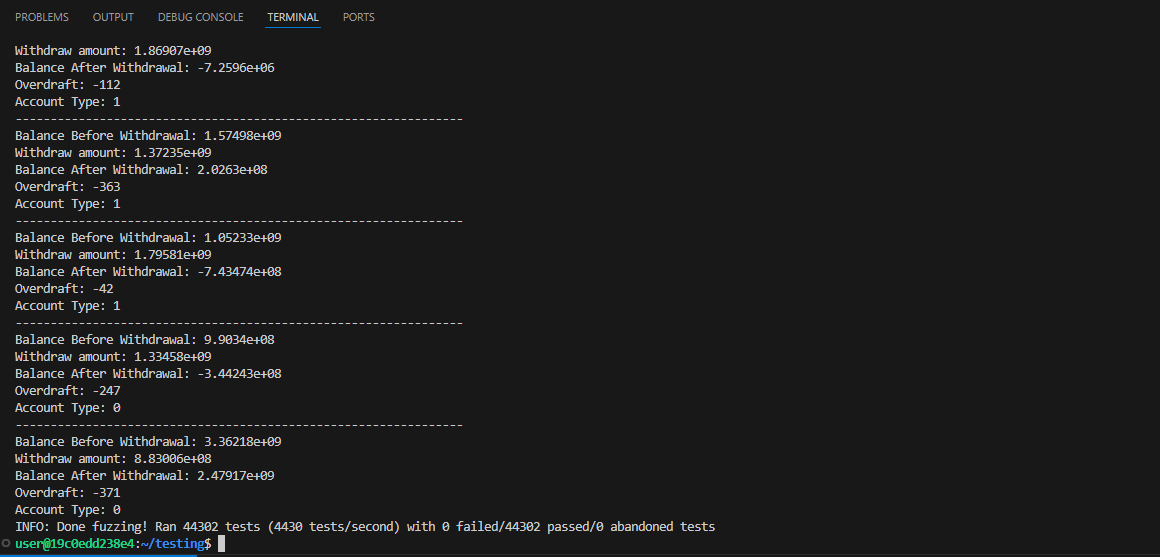 PROBLEMS OUTPUT DEBUG CONSOLE TERMINAL PORTS
Withdraw amount: 1.86907e+09
Balance After Withdrawal: -7.2596e+06
Overdraft: -112
Account Type: 1
----------------------------------------------------------------
Balance Before Withdrawal: 1.57498e+09
Withdraw amount: 1.37235e+09
Balance After Withdrawal: 2.0263e+08
Overdraft: -363
Account Type: 1
----------------------------------------------------------------
Balance Before Withdrawal: 1.05233e+09
Withdraw amount: 1.79581e+09
Balance After Withdrawal: -7.43474e+08
Overdraft: -42
Account Type: 1
----------------------------------------------------------------
Balance Before Withdrawal: 9.9034e+08
Withdraw amount: 1.33458e+09
Balance After Withdrawal: -3.44243e+08
Overdraft: -247
Account Type: 0
----------------------------------------------------------------
Balance Before Withdrawal: 3.36218e+09
Withdraw amount: 8.83006e+08
Balance After Withdrawal: 2.47917e+09
Overdraft: -371
Account Type: 0
INFO: Done fuzzing! Ran 44302 tests (4430 tests/second) with 0 failed/44302 passed/0 abandoned tests
user@19c0edd238e4:~/testing$